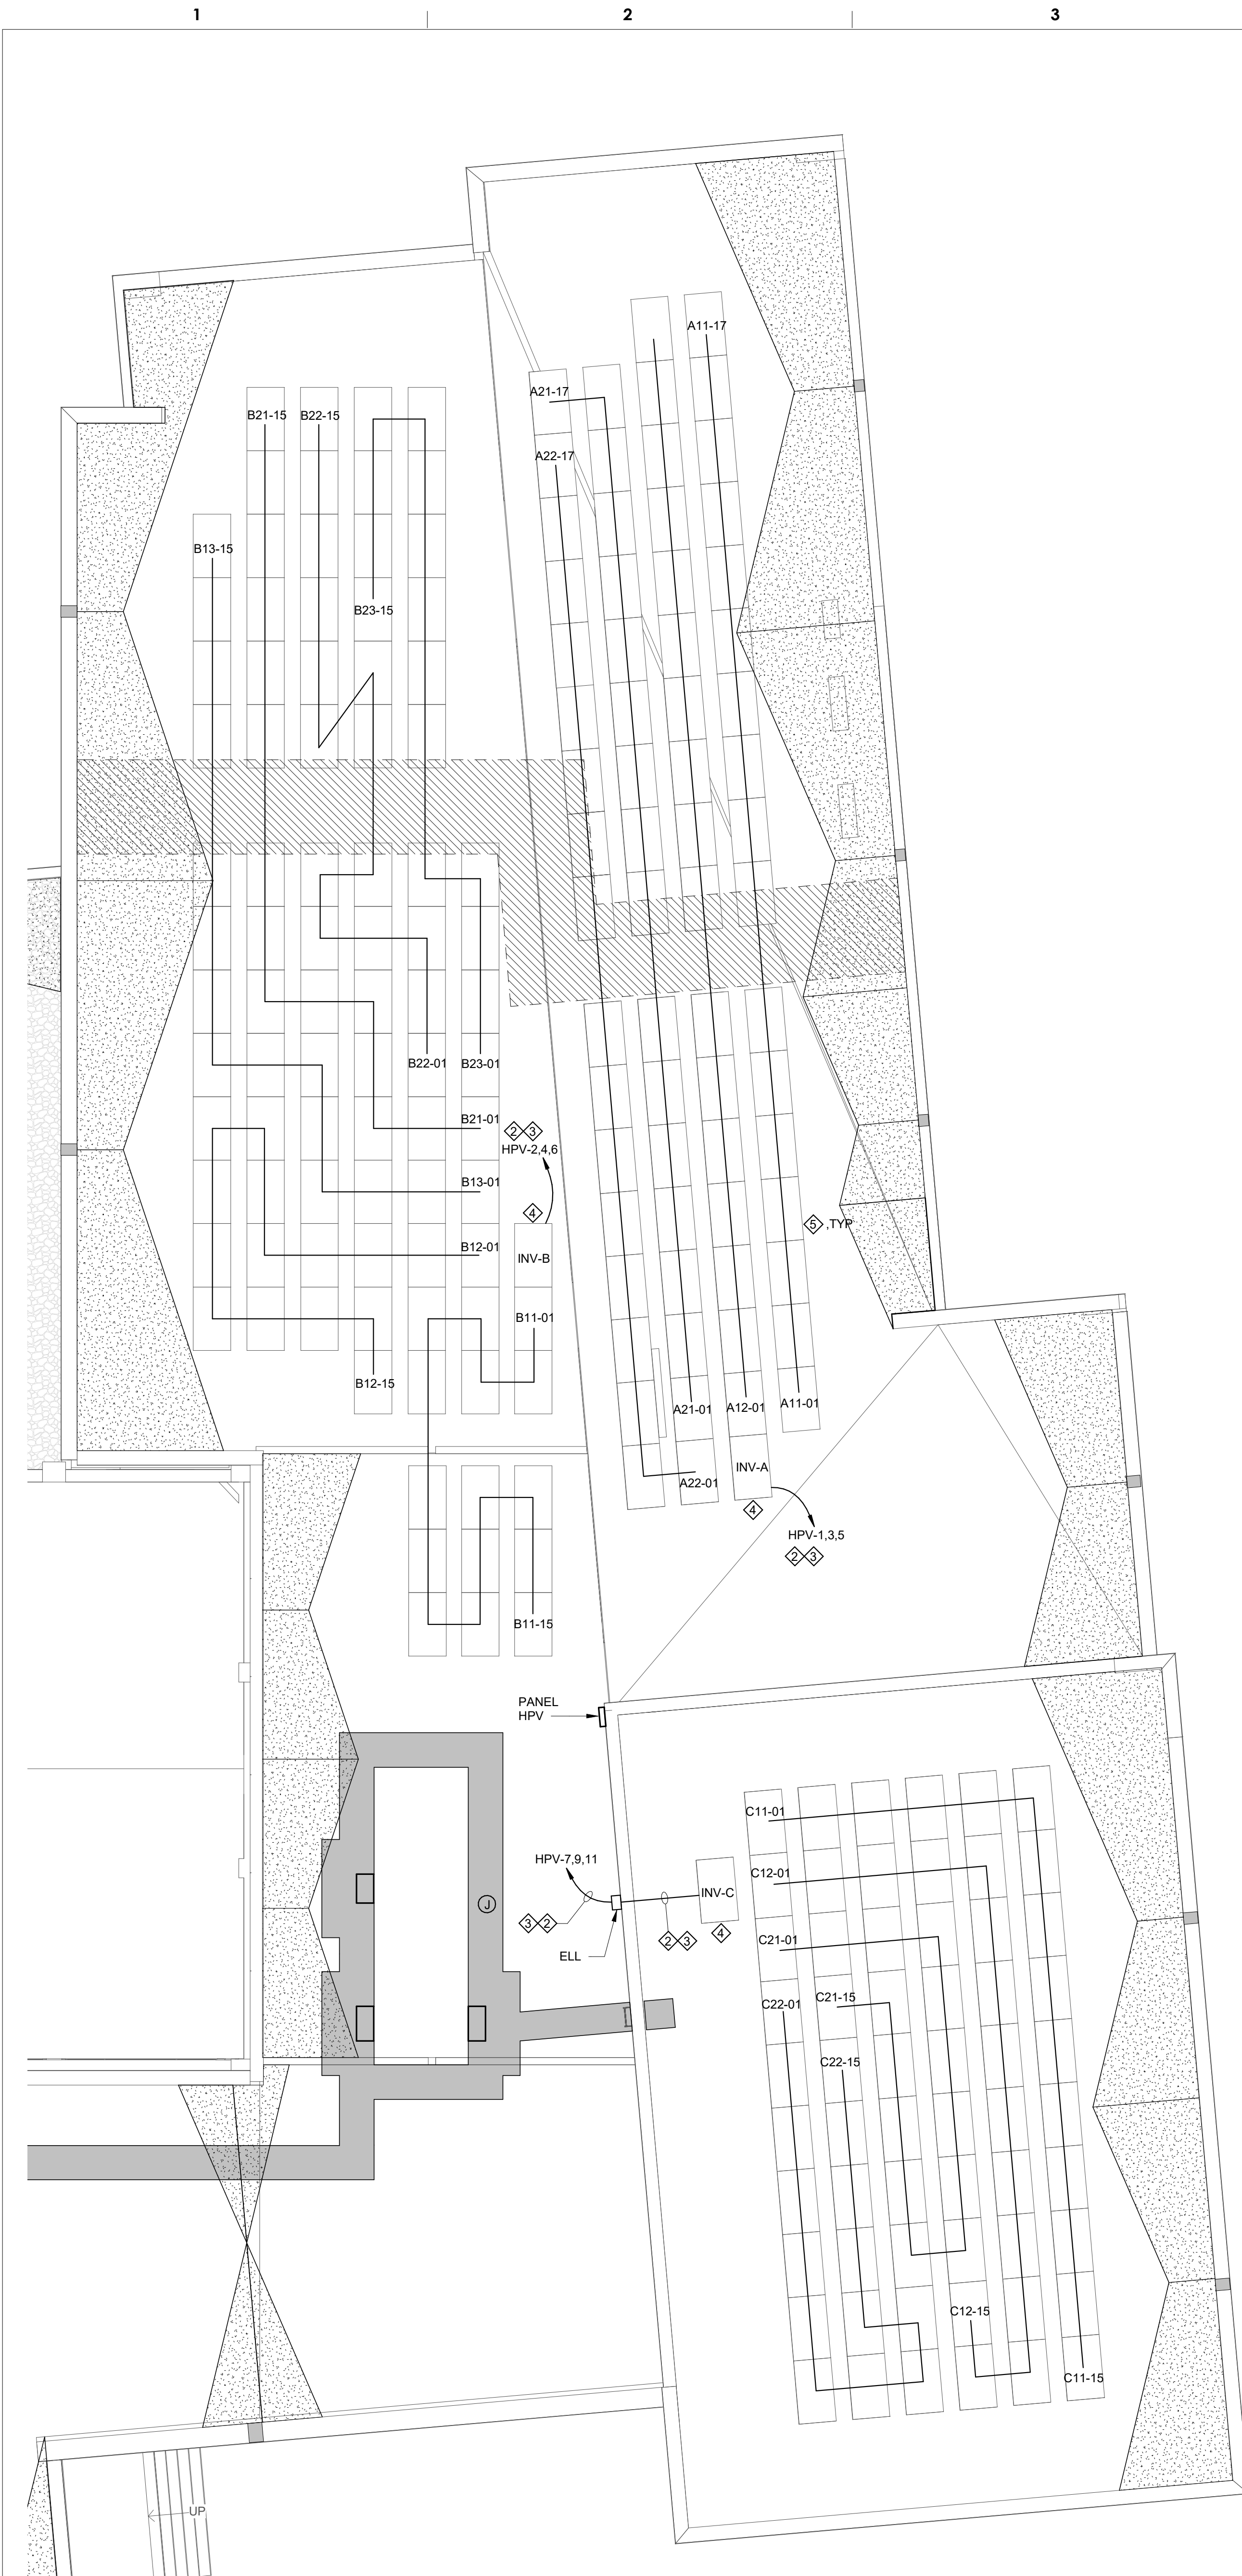 1
2
3
A11-17
A21-17
B21-15
B22-15
A22-17
B13-15
B23-15
B22-01
B23-01
B21-01
2
3
HPV-2,4,6
B13-01
4
5
,TYP
B12-01
INV-B
B11-01
B12-15
A11-01
A12-01
A21-01
INV-A
A22-01
4
HPV-1,3,5
2
3
B11-15
PANEL
HPV
C11-01
HPV-7,9,11
C12-01
INV-C
J
3
2
4
2
3
C21-01
ELL
C21-15
C22-01
C22-15
C12-15
C11-15
UP